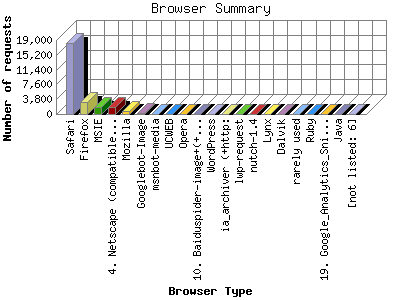 Browser Summary
Number of requests
19,000
15,200
11,400
7,600
3,800
0
Safari
Firefox
MSIE
4. Netscape (compatible...
Mozilla
Googlebot-Image
msnbot-media
UCWEB
Opera
10. Baiduspider-image+(+...
WordPress
ia_archiver (+http:
lwp-request
nutch-1.4
Lynx
Dalvik
rarely used
Ruby
19. Google_Analytics_Sni...
Java
[not listed: 6]
Browser Type